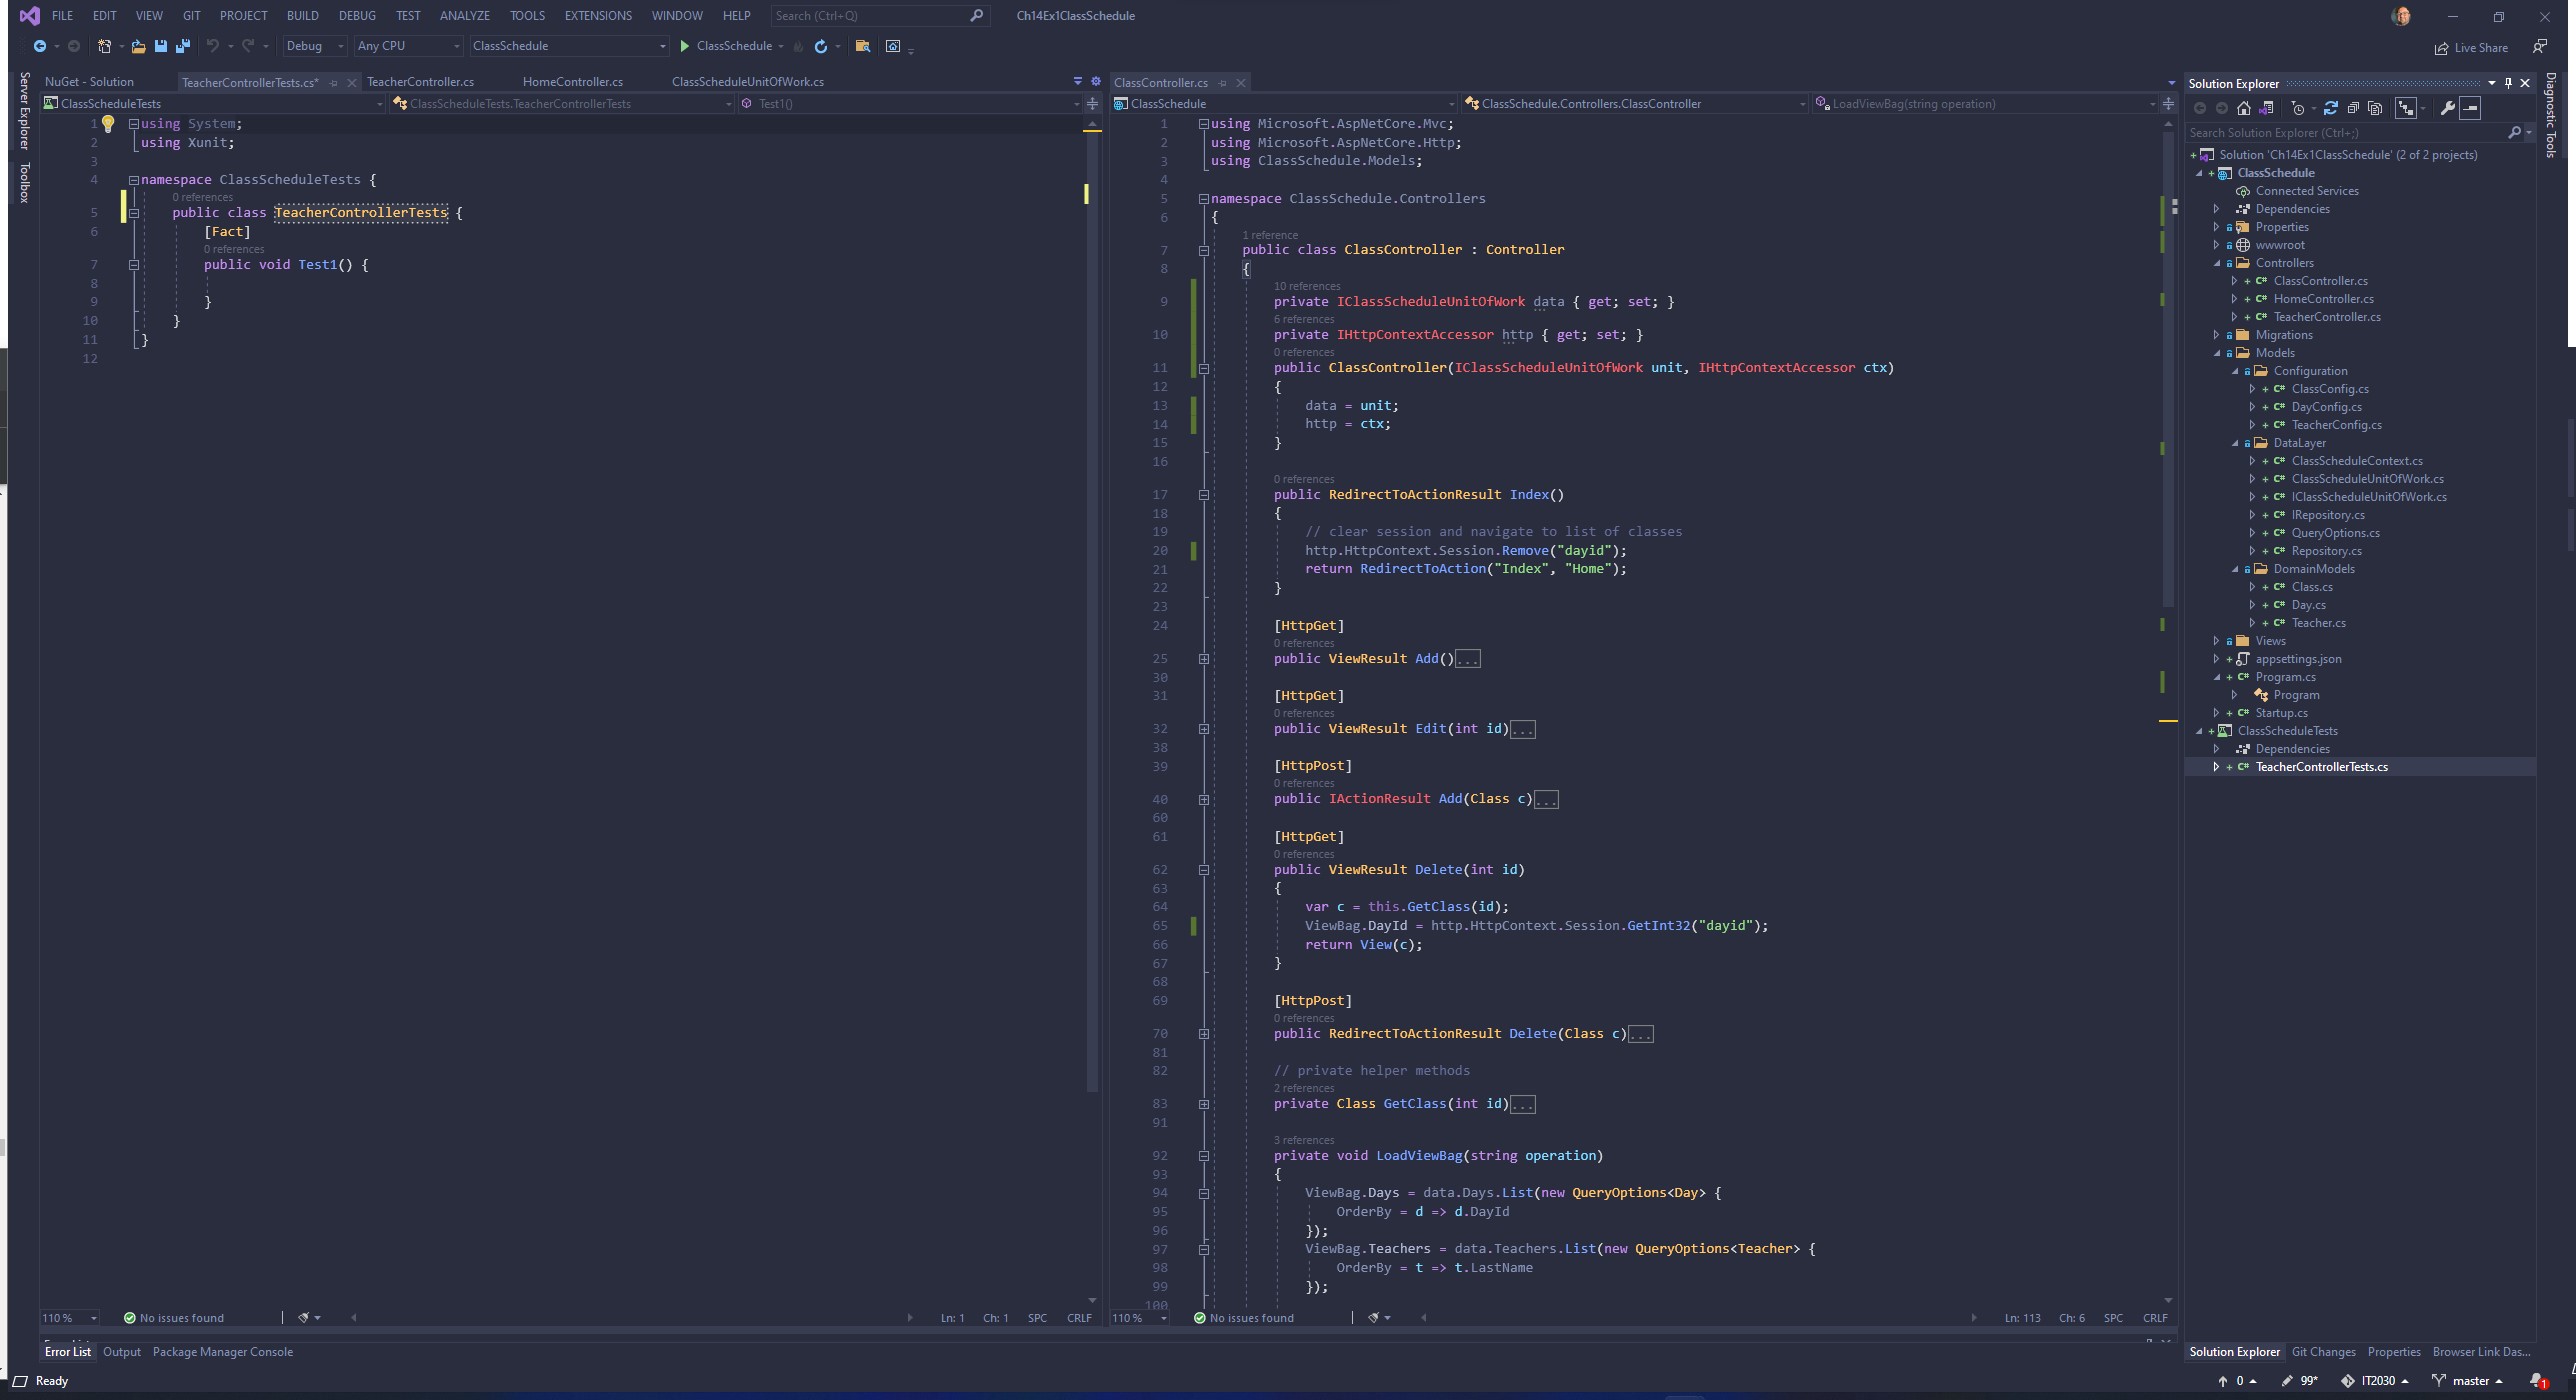 FILE EDIT VIEW GIT PROJECT BUILD DEBUG TEST ANALYZE TOOLS EXTENSIONS WINDOW HELP Search (Ctrl+Q) Ch14Ex1ClassSchedule
Debug Any CPU ClassSchedule ClassSchedule Live Share
Server Explorer
Toolbox
NuGet - Solution TeacherControllerTests.cs* TeacherController.cs HomeController.cs ClassScheduleUnitOfWork.cs
ClassScheduleTests ClassScheduleTests.TeacherControllerTests Test1()
1 using System;
2 using Xunit;
3
4 namespace ClassScheduleTests {
0 references
5 public class TeacherControllerTests {
6 [Fact]
0 references
7 public void Test1() {
8
9 }
10 }
11 }
12
110 % No issues found Ln: 1 Ch: 1 SPC CRLF
ClassController.cs
ClassSchedule ClassSchedule.Controllers.ClassController LoadViewBag(string operation)
1 using Microsoft.AspNetCore.Mvc;
2 using Microsoft.AspNetCore.Http;
3 using ClassSchedule.Models;
4
5 namespace ClassSchedule.Controllers
6 {
1 reference
7 public class ClassController : Controller
8 {
10 references
9 private IClassScheduleUnitOfWork data { get; set; }
6 references
10 private IHttpContextAccessor http { get; set; }
0 references
11 public ClassController(IClassScheduleUnitOfWork unit, IHttpContextAccessor ctx)
12 {
13 data = unit;
14 http = ctx;
15 }
16
0 references
17 public RedirectToActionResult Index()
18 {
19 // clear session and navigate to list of classes
20 http.HttpContext.Session.Remove("dayid");
21 return RedirectToAction("Index", "Home");
22 }
23
24 [HttpGet]
0 references
25 public ViewResult Add()...
30
31 [HttpGet]
0 references
32 public ViewResult Edit(int id)...
38
39 [HttpPost]
0 references
40 public IActionResult Add(Class c)...
60
61 [HttpGet]
0 references
62 public ViewResult Delete(int id)
63 {
64 var c = this.GetClass(id);
65 ViewBag.DayId = http.HttpContext.Session.GetInt32("dayid");
66 return View(c);
67 }
68
69 [HttpPost]
0 references
70 public RedirectToActionResult Delete(Class c)...
81
82 // private helper methods
2 references
83 private Class GetClass(int id)...
91
3 references
92 private void LoadViewBag(string operation)
93 {
94 ViewBag.Days = data.Days.List(new QueryOptions<Day> {
95 OrderBy = d => d.DayId
96 });
97 ViewBag.Teachers = data.Teachers.List(new QueryOptions<Teacher> {
98 OrderBy = t => t.LastName
99 });
100
110 % No issues found Ln: 113 Ch: 6 SPC CRLF
Solution Explorer
Search Solution Explorer (Ctrl+;)
Solution 'Ch14Ex1ClassSchedule' (2 of 2 projects)
ClassSchedule
Connected Services
Dependencies
Properties
wwwroot
Controllers
ClassController.cs
HomeController.cs
TeacherController.cs
Migrations
Models
Configuration
ClassConfig.cs
DayConfig.cs
TeacherConfig.cs
DataLayer
ClassScheduleContext.cs
ClassScheduleUnitOfWork.cs
IClassScheduleUnitOfWork.cs
IRepository.cs
QueryOptions.cs
Repository.cs
DomainModels
Class.cs
Day.cs
Teacher.cs
Views
appsettings.json
Program.cs
Program
Startup.cs
ClassScheduleTests
Dependencies
TeacherControllerTests.cs
Diagnostic Tools
Error List Output Package Manager Console
Solution Explorer Git Changes Properties Browser Link Das...
Ready 0 99* IT2030 master 1